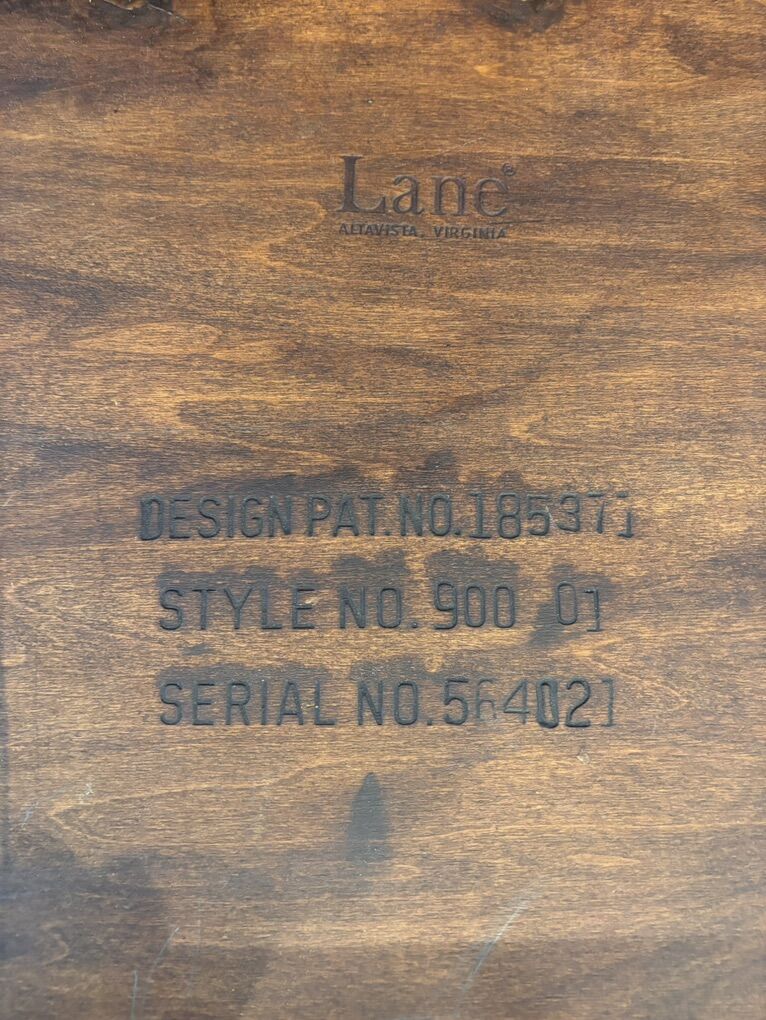 Lane®
ALTAVISTA, VIRGINIA
DESIGN PAT. NO. 185371
STYLE NO. 900 01
SERIAL NO. 564021